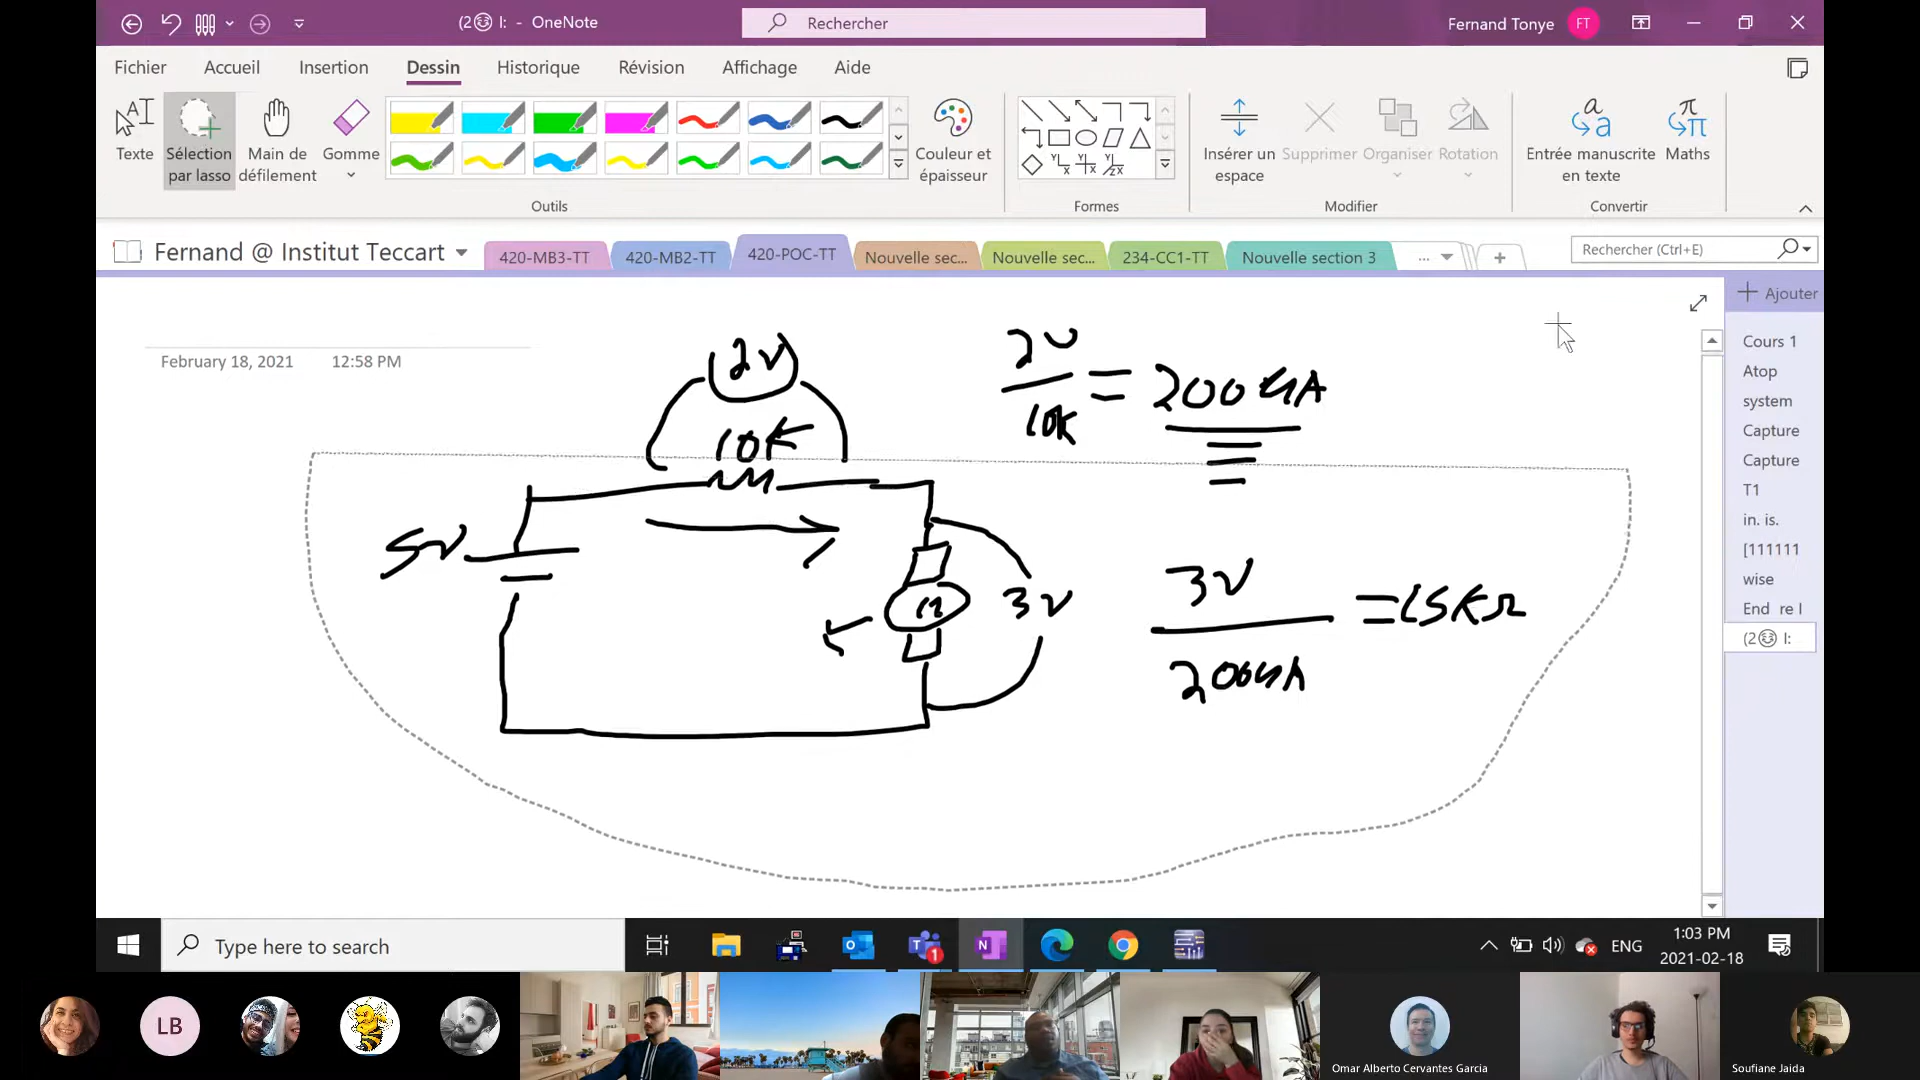 (2 I: - OneNote
Rechercher
Fernand Tonye
FT
Fichier
Accueil
Insertion
Dessin
Historique
Révision
Affichage
Aide
Texte
Sélection par lasso
Main de défilement
Gomme
Couleur et épaisseur
Insérer un espace
Supprimer
Organiser
Rotation
Entrée manuscrite en texte
Maths
Outils
Formes
Modifier
Convertir
Fernand @ Institut Teccart
420-MB3-TT
420-MB2-TT
420-POC-TT
Nouvelle sec...
Nouvelle sec...
234-CC1-TT
Nouvelle section 3
...
Rechercher (Ctrl+E)
Ajouter
February 18, 2021
12:58 PM
2V
10K
5V
M
3V
2V
10K
= 200uA
3V
200uA
=15KΩ
Cours 1
Atop
system
Capture
Capture
T1
in. is.
[111111
wise
End re l
(2 I:
Type here to search
1
ENG
1:03 PM
2021-02-18
LB
Omar Alberto Cervantes Garcia
Soufiane Jaida